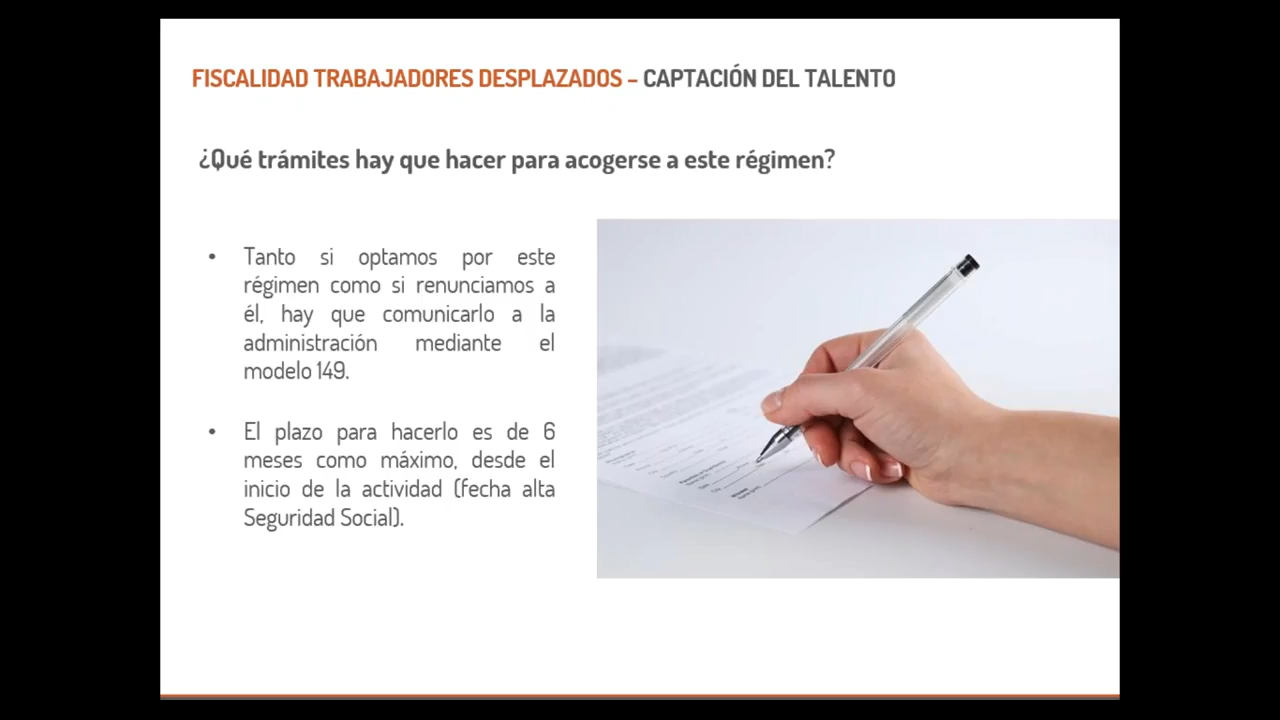 FISCALIDAD TRABAJADORES DESPLAZADOS – CAPTACIÓN DEL TALENTO
¿Qué trámites hay que hacer para acogerse a este régimen?
• Tanto si optamos por este
régimen como si renunciamos a
él, hay que comunicarlo a la
administración mediante el
modelo 149.
• El plazo para hacerlo es de 6
meses como máximo, desde el
inicio de la actividad (fecha alta
Seguridad Social).